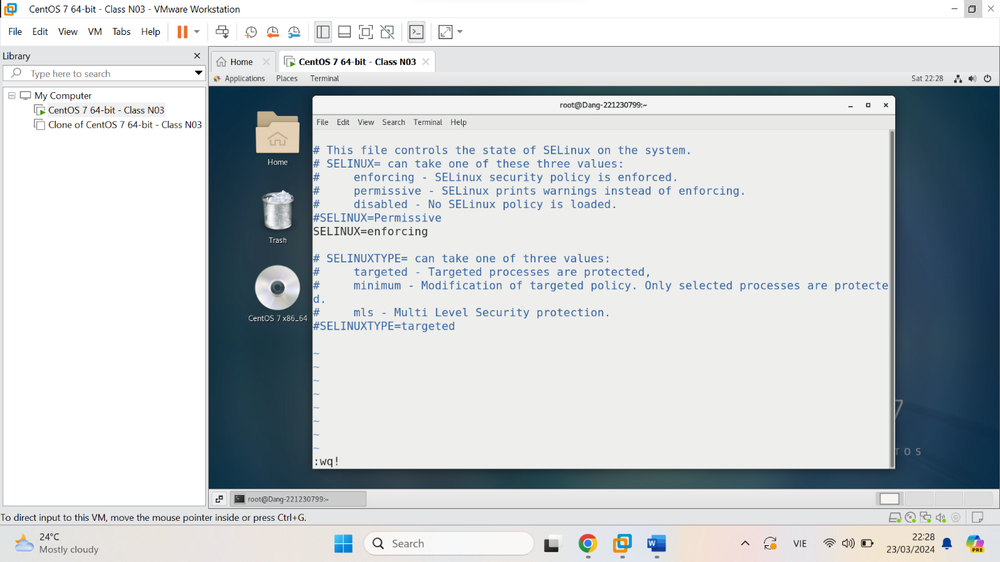 CentOS 7 64-bit - Class N03 - VMware Workstation
File Edit View VM Tabs Help
Library
Type here to search
My Computer
CentOS 7 64-bit - Class N03
Clone of CentOS 7 64-bit - Class N03
Home
CentOS 7 64-bit - Class N03
Applications Places Terminal
Sat 22:28
Home
Trash
CentOS 7 x86_64
root@Dang-221230799:~
File Edit View Search Terminal Help
# This file controls the state of SELinux on the system.
# SELINUX= can take one of these three values:
#     enforcing - SELinux security policy is enforced.
#     permissive - SELinux prints warnings instead of enforcing.
#     disabled - No SELinux policy is loaded.
#SELINUX=Permissive
SELINUX=enforcing
# SELINUXTYPE= can take one of three values:
#     targeted - Targeted processes are protected,
#     minimum - Modification of targeted policy. Only selected processes are protecte
d.
#     mls - Multi Level Security protection.
#SELINUXTYPE=targeted
~
~
~
~
~
~
~
~
:wq!
7
TOS
root@Dang-221230799:~
To direct input to this VM, move the mouse pointer inside or press Ctrl+G.
24°C
Mostly cloudy
Search
VIE
22:28
23/03/2024
PRE